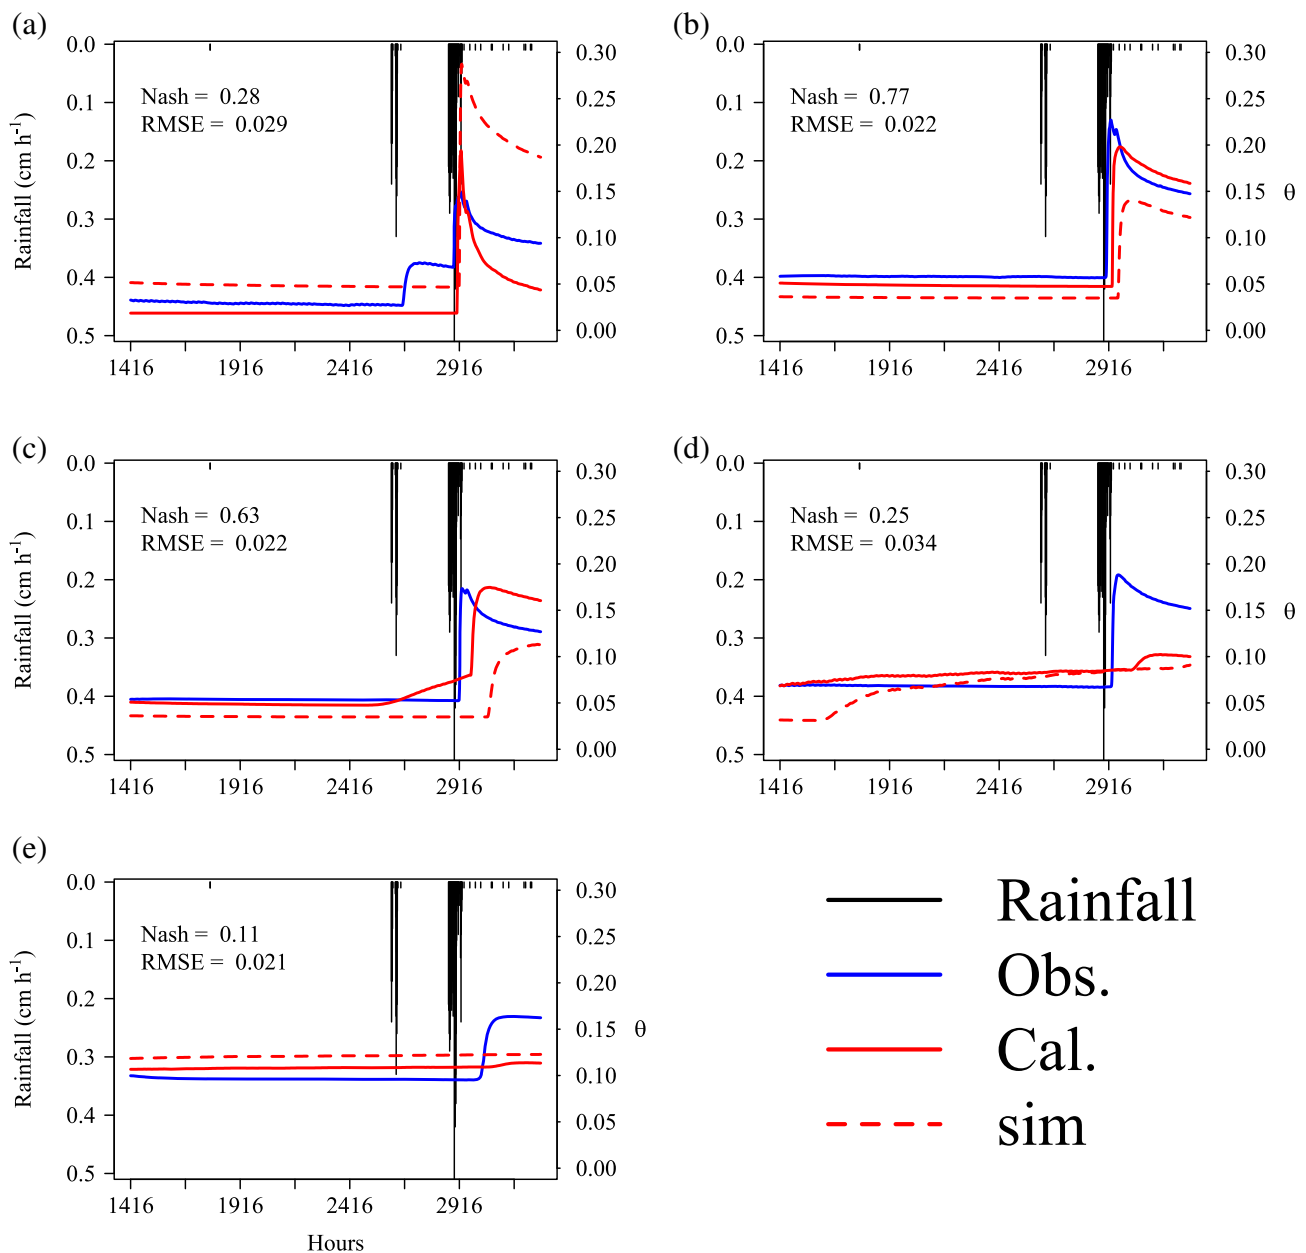 (a)
0.0
0.1
0.2
0.3
0.4
0.5
Rainfall (cm h-1)
Nash = 0.28
RMSE = 0.029
0.30
0.25
0.20
0.15
0.10
0.05
0.00
1416 1916 2416 2916
(b)
0.0
0.1
0.2
0.3
0.4
0.5
Nash = 0.77
RMSE = 0.022
0.30
0.25
0.20
0.15
0.10
0.05
0.00
θ
1416 1916 2416 2916
(c)
0.0
0.1
0.2
0.3
0.4
0.5
Rainfall (cm h-1)
Nash = 0.63
RMSE = 0.022
0.30
0.25
0.20
0.15
0.10
0.05
0.00
1416 1916 2416 2916
(d)
0.0
0.1
0.2
0.3
0.4
0.5
Nash = 0.25
RMSE = 0.034
0.30
0.25
0.20
0.15
0.10
0.05
0.00
θ
1416 1916 2416 2916
(e)
0.0
0.1
0.2
0.3
0.4
0.5
Rainfall (cm h-1)
Nash = 0.11
RMSE = 0.021
0.30
0.25
0.20
0.15
0.10
0.05
0.00
θ
1416 1916 2416 2916
Hours
Rainfall
Obs.
Cal.
sim